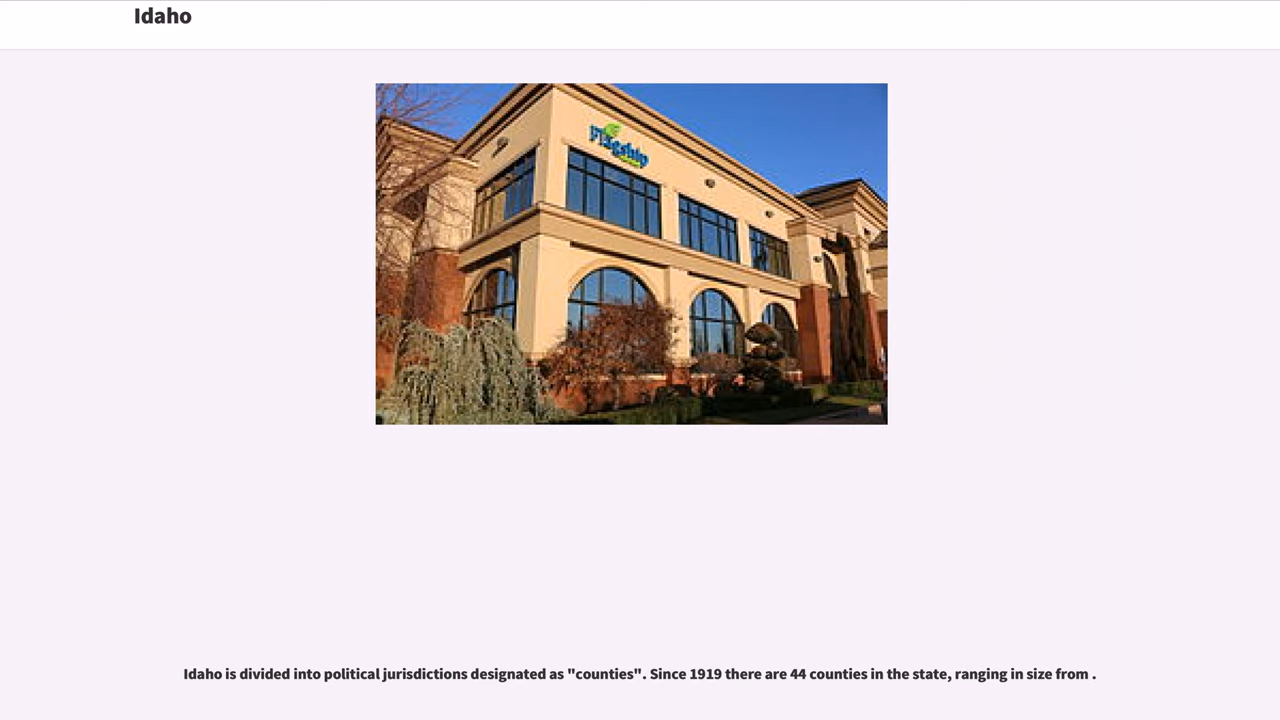 Idaho
Flagship
Idaho is divided into political jurisdictions designated as "counties". Since 1919 there are 44 counties in the state, ranging in size from .